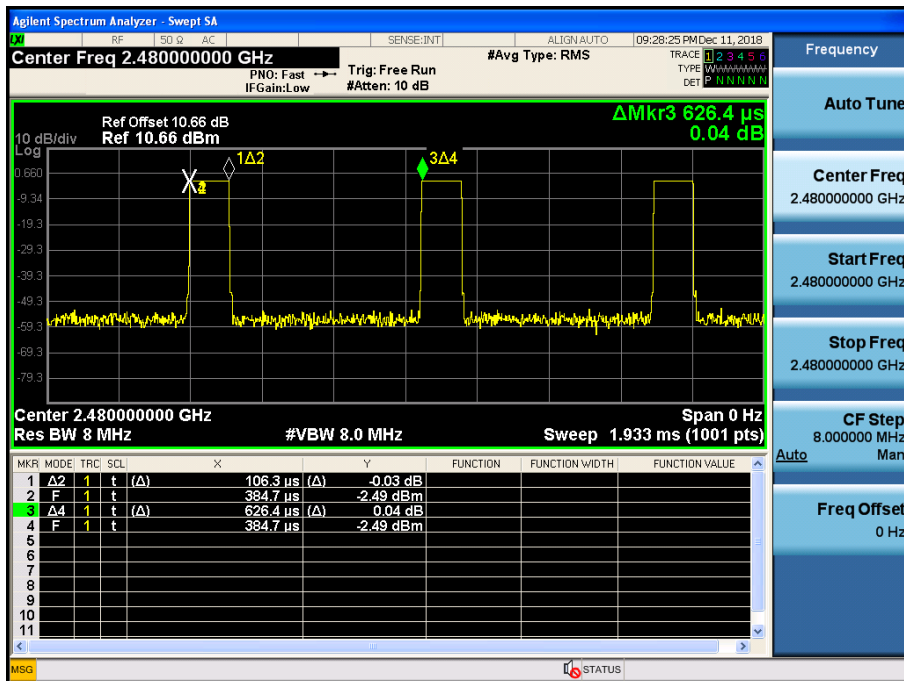 Agilent Spectrum Analyzer - Swept SA
LXI RF 50 Ω AC SENSE:INT ALIGN AUTO 09:28:25 PM Dec 11, 2018
Center Freq 2.480000000 GHz
PNO: Fast
IFGain:Low
Trig: Free Run
#Atten: 10 dB
#Avg Type: RMS
TRACE 1 2 3 4 5 6
TYPE WWWWWW
DET P N N N N N
ΔMkr3 626.4 µs
0.04 dB
Ref Offset 10.66 dB
10 dB/div Ref 10.66 dBm
Log
1Δ2
3Δ4
0.660
-9.34
-19.3
-29.3
-39.3
-49.3
-59.3
-69.3
-79.3
Center 2.480000000 GHz Span 0 Hz
Res BW 8 MHz #VBW 8.0 MHz Sweep 1.933 ms (1001 pts)
MKR MODE TRC SCL X Y FUNCTION FUNCTION WIDTH FUNCTION VALUE
1 Δ2 1 t (Δ) 106.3 µs (Δ) -0.03 dB
2 F 1 t 384.7 µs -2.49 dBm
3 Δ4 1 t (Δ) 626.4 µs (Δ) 0.04 dB
4 F 1 t 384.7 µs -2.49 dBm
5
6
7
8
9
10
11
MSG STATUS
Frequency
Auto Tune
Center Freq
2.480000000 GHz
Start Freq
2.480000000 GHz
Stop Freq
2.480000000 GHz
CF Step
8.000000 MHz
Auto Man
Freq Offset
0 Hz